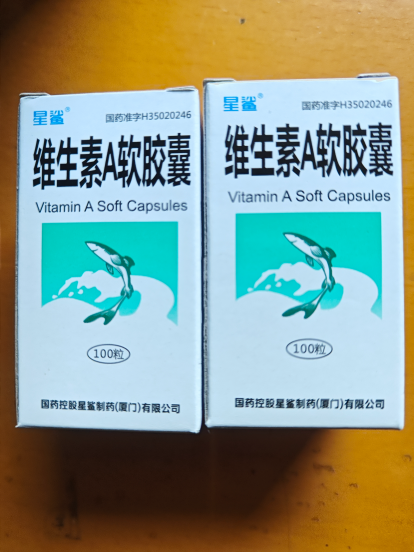 星鲨®
国药准字H35020246
维生素A软胶囊
Vitamin A Soft Capsules
100粒
国药控股星鲨制药(厦门)有限公司
星鲨®
国药准字H35020246
维生素A软胶囊
Vitamin A Soft Capsules
100粒
国药控股星鲨制药(厦门)有限公司